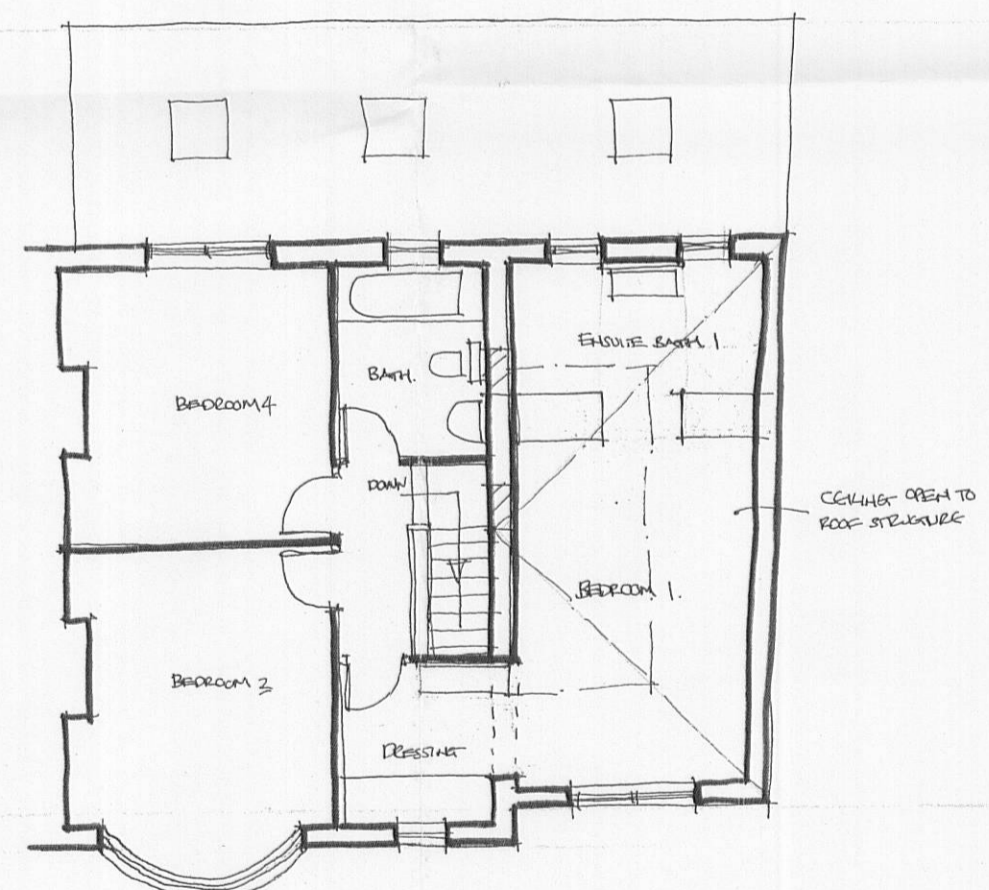 ENSUITE BATH. 1
BATH.
BEDROOM 4
DOWN
CEILING OPEN TO
ROOF STRUCTURE
BEDROOM 1.
BEDROOM 3
DRESSING